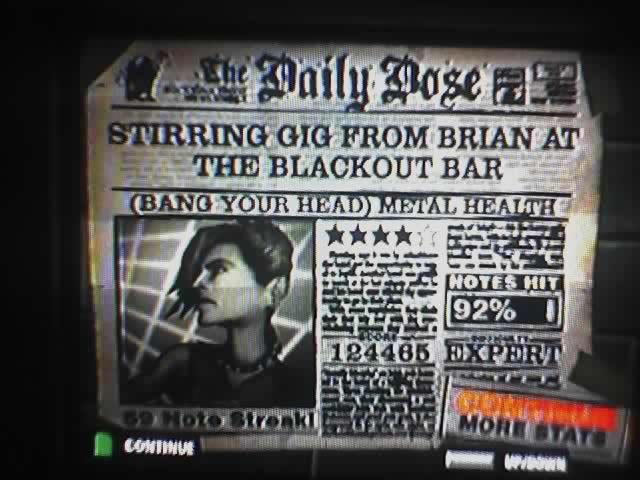 The Daily Dose
STIRRING GIG FROM BRIAN AT
THE BLACKOUT BAR
(BANG YOUR HEAD) METAL HEALTH
NOTES HIT
92%
124465
EXPERT
59 Note Streak!
CONTINUE
MORE STATS
CONTINUE
UP/DOWN